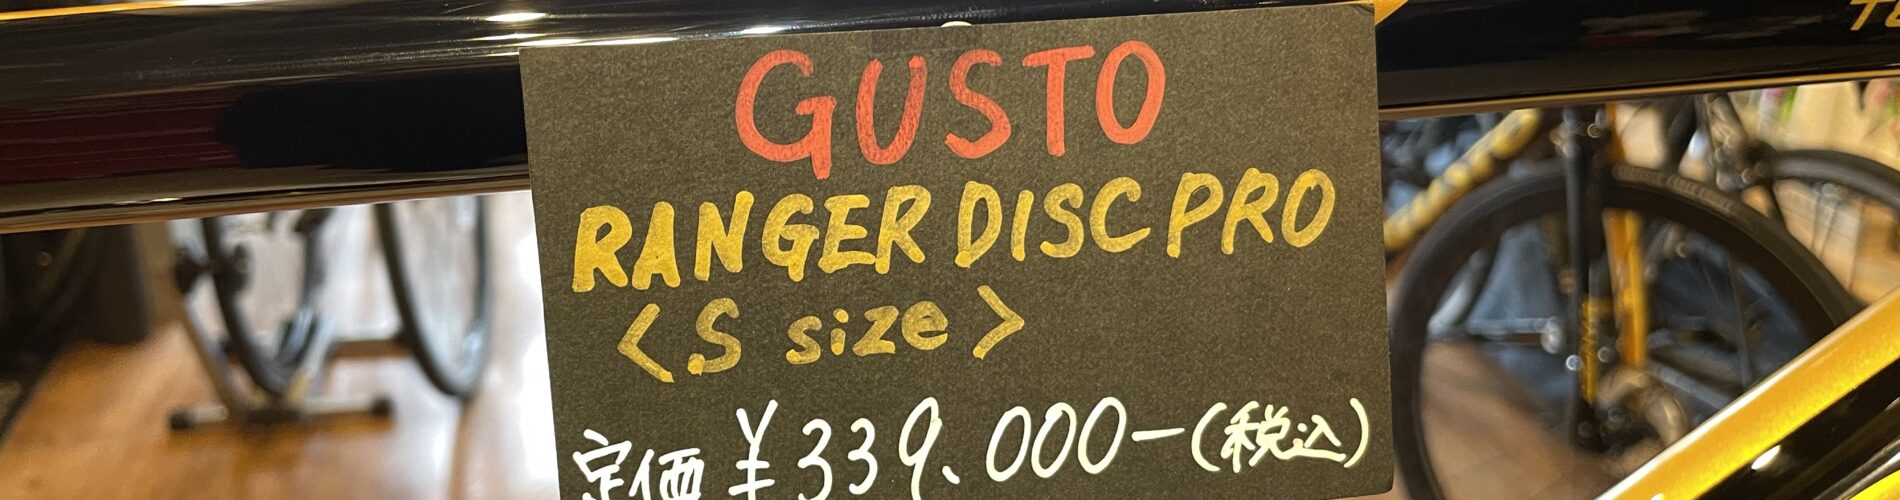 GUSTO
RANGER DISC PRO
<S size>
定価 ¥339.000-(税込)